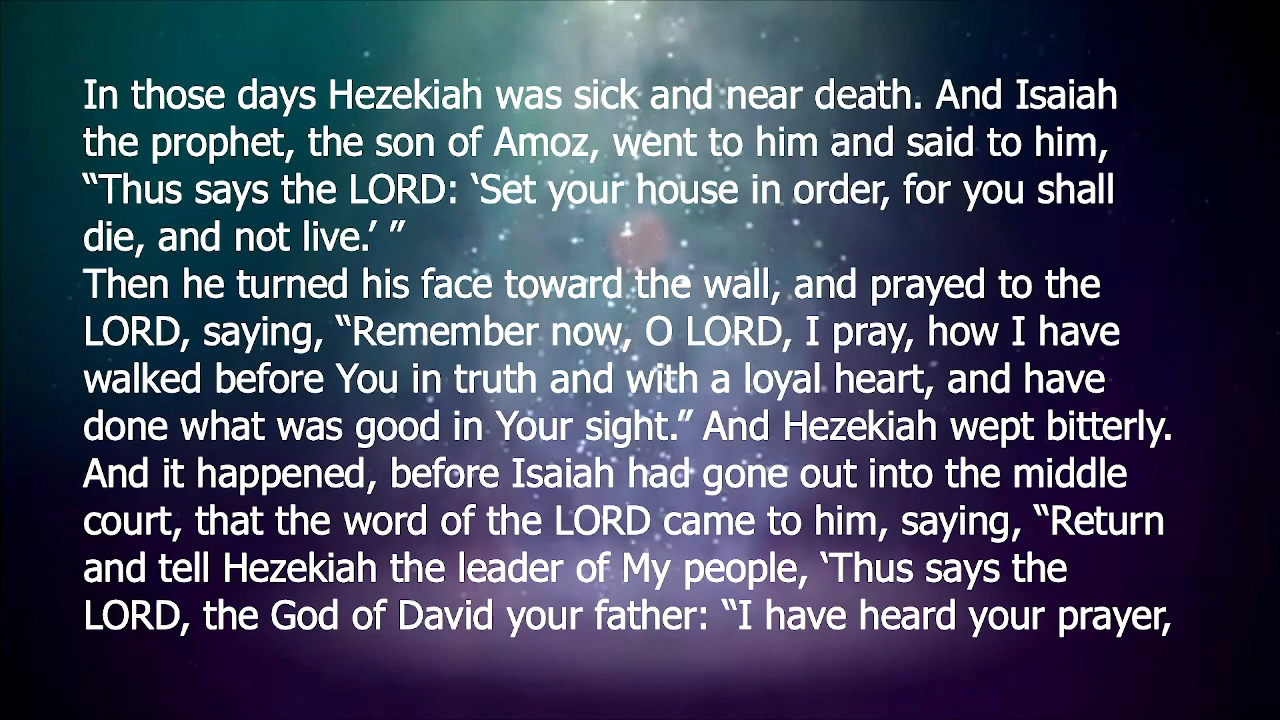 In those days Hezekiah was sick and near death. And Isaiah
the prophet, the son of Amoz, went to him and said to him,
“Thus says the LORD: ‘Set your house in order, for you shall
die, and not live.’ ”
Then he turned his face toward the wall, and prayed to the
LORD, saying, “Remember now, O LORD, I pray, how I have
walked before You in truth and with a loyal heart, and have
done what was good in Your sight.” And Hezekiah wept bitterly.
And it happened, before Isaiah had gone out into the middle
court, that the word of the LORD came to him, saying, “Return
and tell Hezekiah the leader of My people, ‘Thus says the
LORD, the God of David your father: “I have heard your prayer,